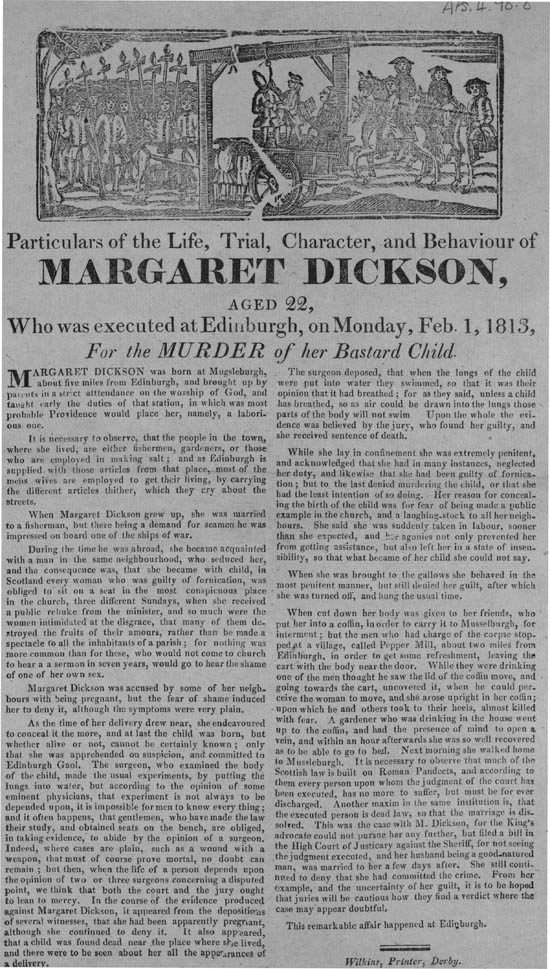 APS. 4. 90. 6
Particulars of the Life, Trial, Character, and Behaviour of
MARGARET DICKSON,
AGED 22,
Who was executed at Edinburgh, on Monday, Feb. 1, 1813,
For the MURDER of her Bastard Child.
MARGARET DICKSON was born at Musleburgh,
about five miles from Edinburgh, and brought up by
parents in a strict attendance on the worship of God, and
taught early the duties of that station, in which was most
probable Providence would place her, namely, a labori-
ous one.
It is necessary to observe, that the people in the town,
where she lived, are either fishermen, gardeners, or those
who are employed in making salt; and as Edinburgh is
supplied with those articles from that place, most of the
mens wives are employed to get their living, by carrying
the different articles thither, which they cry about the
streets.
When Margaret Dickson grew up, she was married
to a fisherman, but there being a demand for seamen he was
impressed on board one of the ships of war.
During the time he was abroad, she became acquainted
with a man in the same neighbourhood, who seduced her,
and the consequence was, that she became with child, in
Scotland every woman who was guilty of fornication, was
obliged to sit on a seat in the most conspicuous place
in the church, three different Sundays, when she received
a public rebuke from the minister, and so much were the
women intimidated at the disgrace, that many of them de-
stroyed the fruits of their amours, rather than be made a
spectacle to all the inhabitants of a parish; for nothing was
more common than for those, who would not come to church
to hear a a sermon in seven years, would go to hear the shame
of one of her own sex.
Margaret Dickson was accused by some of her neigh-
bours with being pregnant, but the fear of shame induced
her to deny it, although the symptoms were very plain.
As the time of her delivery drew near, she endeavoured
to conceal it the more, and at last the child was born, but
whether alive or not, cannot be certainly known; only
that she was apprehended on suspicion, and committed to
Edinburgh Gaol. The surgeon, who examined the body
of the child, made the usual experiments, by putting the
lungs into water, but according to the opinion of some
eminent physicians, that experiment is not always to be
depended upon, it is impossible for men to know every thing;
and it often happens, that gentlemen, who have made the law
their study, and obtained seats on the bench, are obliged,
in taking evidence, to abide by the opinion of a surgeon.
Indeed, where cases are plain, such as a wound with a
weapon, that must of course prove mortal, no doubt can
remain; but then, when the life of a person depends upon
the opinion of two or three surgeons concerning a disputed
point, we think that both the court and the jury ought
to lean to mercy. In the course of the evidence produced
against Margaret Dickson, it appeared from the depositions
of several witnesses, that she had been apparently pregnant,
although she continued to deny it. It also appeared,
that a child was found dead near the place where she lived,
and there were to be seen about her all the apperances of
a delivery.
The surgeon deposed, that when the lungs of the child
were put into water they swimmed, so that it was their
opinion that it had breathed; for as they said, unless a child
has breathed, so as air could be drawn into the lungs those
parts of the body will not swim. Upon the whole the evi-
dence was believed by the jury, who found her guilty, and
she received sentence of death.
While she lay in confinement she was extremely penitent,
and acknowledged that she had in many instances, neglected
her duty, and likewise that she had been guilty of fornica-
tion; but to the last denied murdering the child, or that she
had the least intention of so doing. Her reason for conceal-
ing the birth of the child was for fear of being made a public
example in the church, and a laughing-stock to all her neigh-
bours. She said she was suddenly taken in labour, sooner
than she expected, and her agonies not only prevented her
from getting assistance, but also left her in a state of insen-
sibility, so that what became of her child she could not say.
When she was brought to the gallows she behaved in the
most penitent manner, but still denied her guilt, after which
she was turned off, and hung the usual time.
When cut down her body was given to her friends, who
put her into a coffin, in order to carry it to Musselburgh, for
interment; but the men who had charge of the corpse stop-
ped at a village, called Pepper Mill, about two miles from
Edinburgh, in order to get some refreshment, leaving the
cart with the body near the door. While they were drinking
one of the men thought he saw the lid of the coffin move, and
going towards the cart, uncovered it, when he could per-
ceive the woman to move, and she arose upright in her coffin;
upon which he and others took to their heels, almost killed
with fear. A gardener who was drinking in the house went
up to the coffin, and had the presence of mind to open a
vein, and within an hour afterwards she was so well recovered
as to be able to go to bed. Next morning she walked home
to Mussleburgh. It is necessary to observe that much of the
Scottish law is built on Roman Pandects, and according to
them every person upon whom the judgment of the court has
been executed, has no more to suffer, but must be for ever
discharged. Another maxim in the same institution is, that
the executed person is dead law, so that the marriage is dis-
solved. This was the case with M. Dickson, for the King's
advocate could not pursue her any further, but filed a bill in
the High Court of Justicary against the Sheriff, for not seeing
the judgment executed, and her husband being a good-natured
man, was married to her a few days after. She still conti-
nued to deny that she had committed the crime. From her
example, and the uncertainty of her guilt, it is to be hoped
that juries will be cautious how they find a verdict where the
case may appear doubtful.
This remarkable affair happened at Edinburgh.
Wilkins, Printer, Derby.